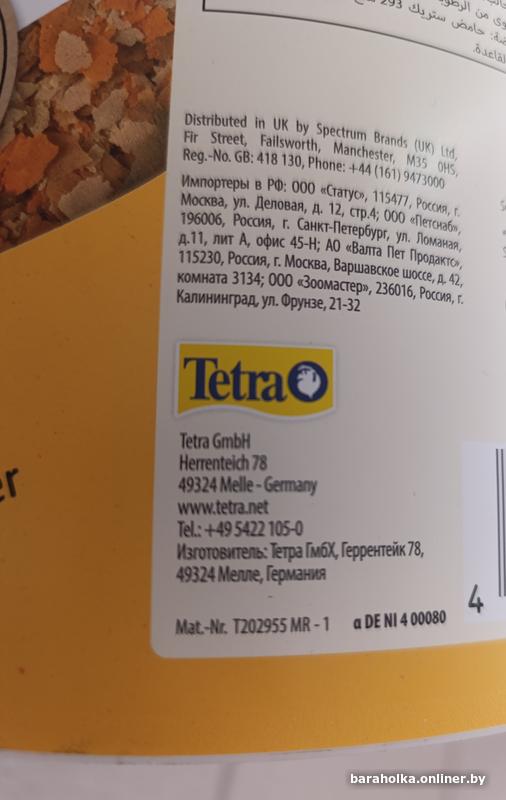 293
القاعدة.
Distributed in UK by Spectrum Brands (UK) Ltd,
Fir Street, Failsworth, Manchester, M35 0HS,
Reg.-No. GB: 418 130, Phone: +44 (161) 9473000
Импортеры в РФ: ООО «Статус», 115477, Россия, г.
Москва, ул. Деловая, д. 12, стр.4; ООО «Петснаб»,
196006, Россия, г. Санкт-Петербург, ул. Ломаная,
д.11, лит А, офис 45-Н; АО «Валта Пет Продактс»,
115230, Россия, г. Москва, Варшавское шоссе, д. 42,
комната 3134; ООО «Зоомастер», 236016, Россия, г.
Калининград, ул. Фрунзе, 21-32
Tetra
Tetra GmbH
Herrenteich 78
49324 Melle - Germany
www.tetra.net
Tel.: +49 5422 105-0
Изготовитель: Тетра ГмбХ, Геррентейк 78,
49324 Мелле, Германия
Mat.-Nr. T202955 MR - 1 α DE NI 4 00080
4
er
baraholka.onliner.by